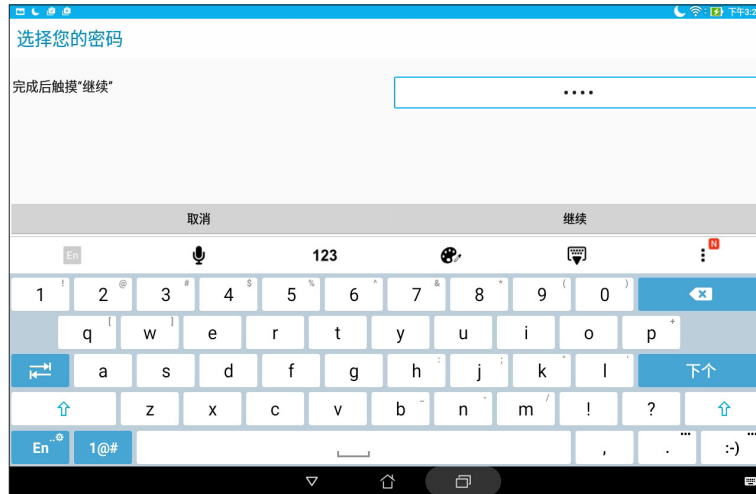 下午3:2
选择您的密码
完成后触摸“继续”
••••
取消 继续
En 123 N
1 ! 2 @ 3 # 4 $ 5 % 6 ^ 7 & 8 * 9 ( 0 )
q [ w ] e r t y u i o p +
a s d f g h : j ; k " l '
z x c v b _ n - m / ! ?
下个
En 1@# , . :-)